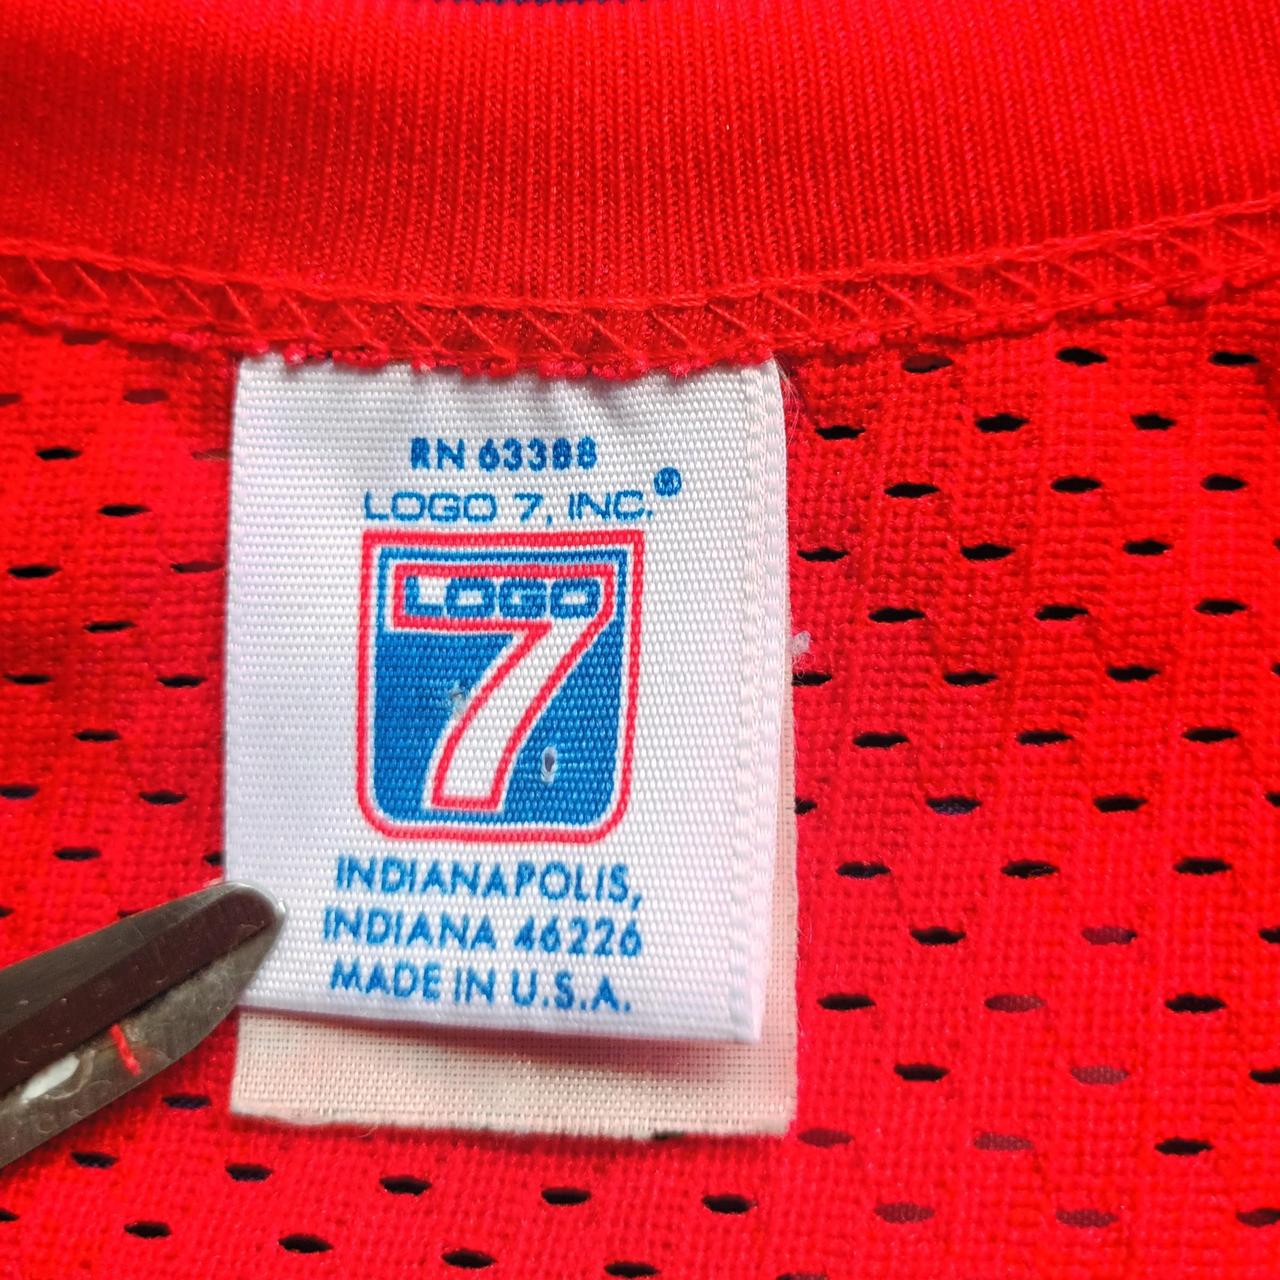 RN 63388
LOGO 7, INC.®
LOGO
7
INDIANAPOLIS,
INDIANA 46226
MADE IN U.S.A.